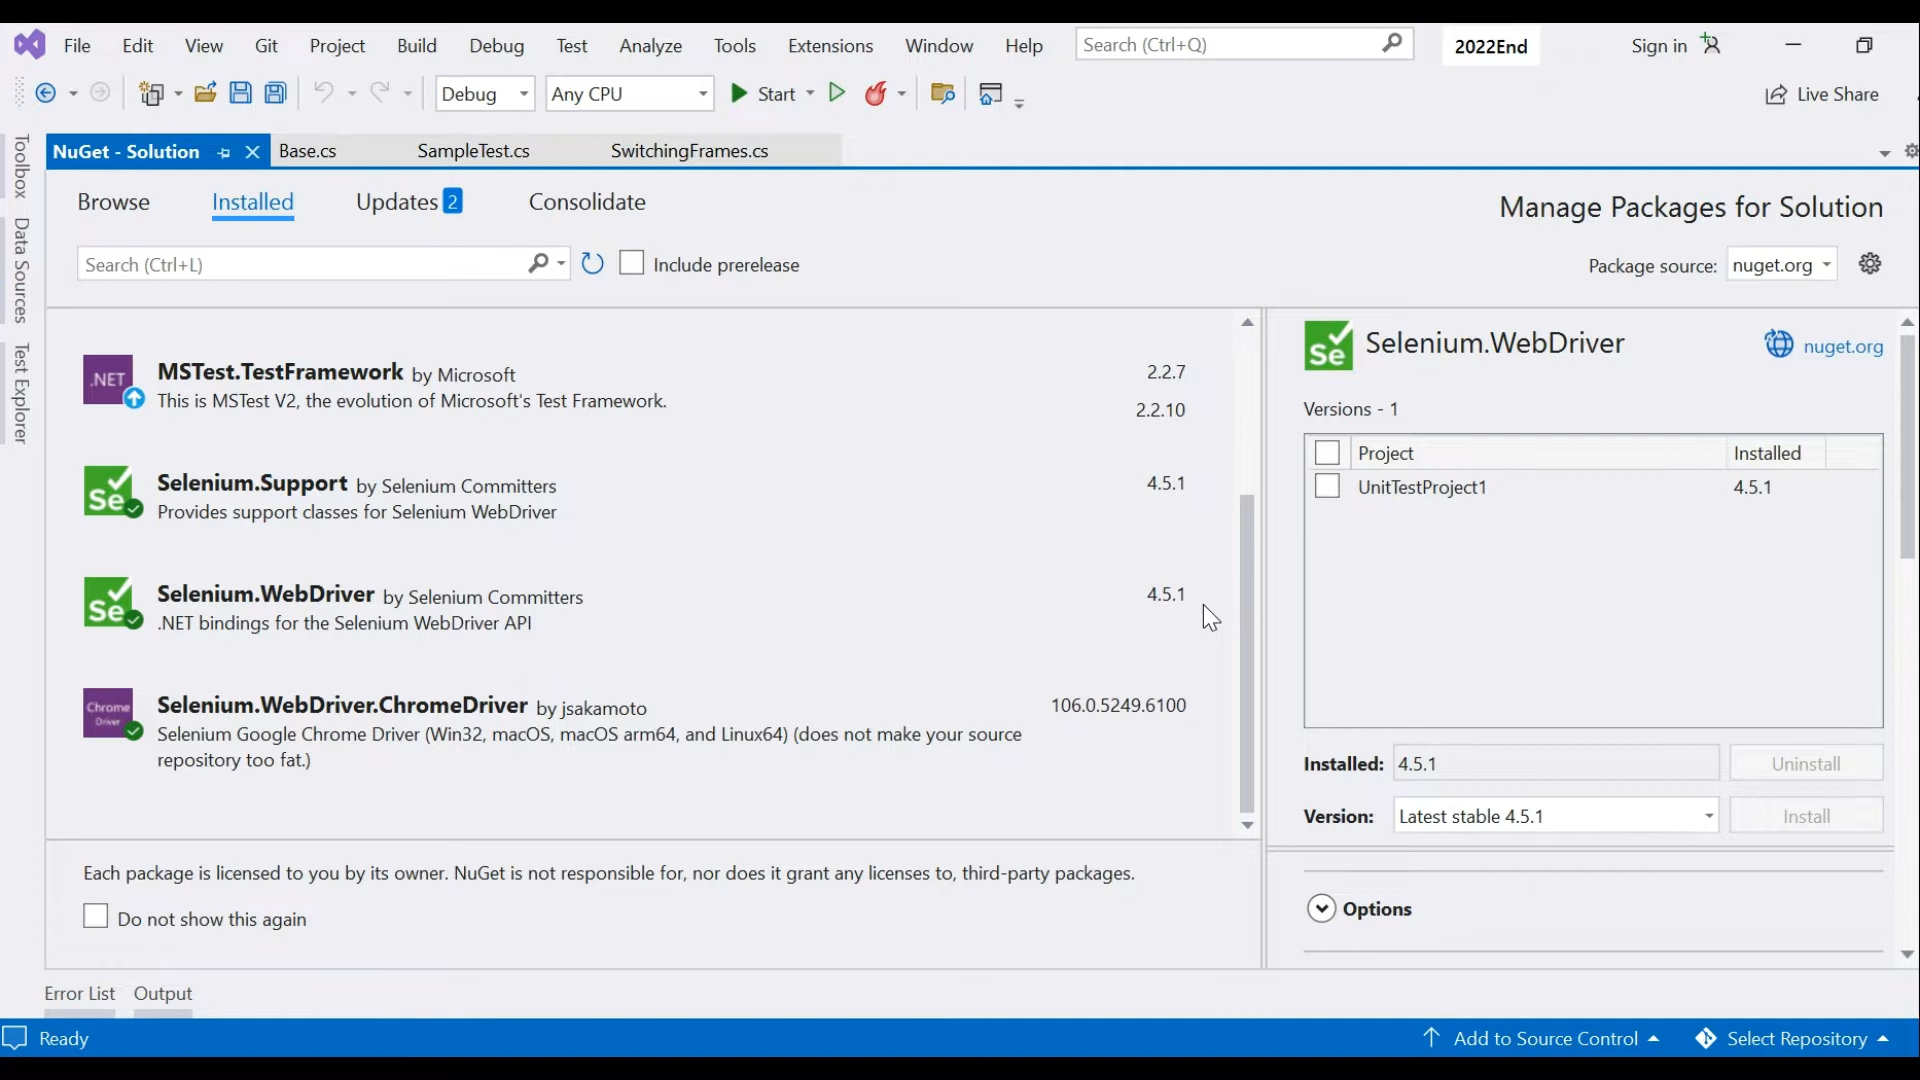 File Edit View Git Project Build Debug Test Analyze Tools Extensions Window Help Search (Ctrl+Q) 2022End Sign in
Debug Any CPU Start Live Share
Toolbox
Data Sources
Test Explorer
NuGet - Solution Base.cs SampleTest.cs SwitchingFrames.cs
Browse Installed Updates 2 Consolidate
Manage Packages for Solution
Search (Ctrl+L) Include prerelease
Package source: nuget.org
.NET
MSTest.TestFramework by Microsoft 2.2.7
This is MSTest V2, the evolution of Microsoft's Test Framework. 2.2.10
Se
Selenium.Support by Selenium Committers 4.5.1
Provides support classes for Selenium WebDriver
Se
Selenium.WebDriver by Selenium Committers 4.5.1
.NET bindings for the Selenium WebDriver API
Chrome
Driver
Selenium.WebDriver.ChromeDriver by jsakamoto 106.0.5249.6100
Selenium Google Chrome Driver (Win32, macOS, macOS arm64, and Linux64) (does not make your source
repository too fat.)
Each package is licensed to you by its owner. NuGet is not responsible for, nor does it grant any licenses to, third-party packages.
Do not show this again
Se
Selenium.WebDriver nuget.org
Versions - 1
Project Installed
UnitTestProject1 4.5.1
Installed: 4.5.1 Uninstall
Version: Latest stable 4.5.1 Install
Options
Error List Output
Ready Add to Source Control Select Repository